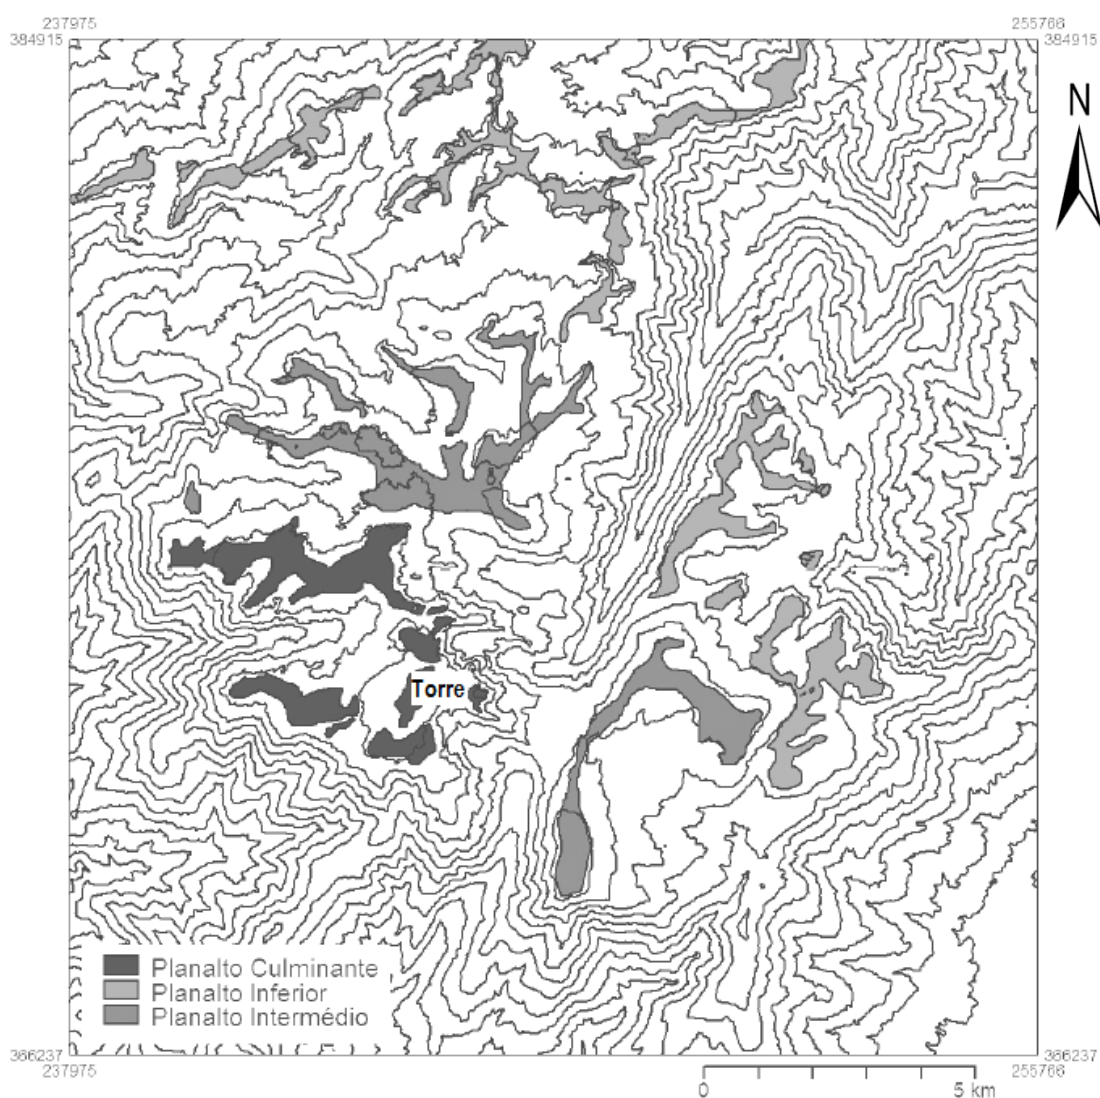 237975
255766
384915
384915
N
Torre
Planalto Culminante
Planalto Inferior
Planalto Intermédio
366237
366237
237975
255766
0
5 km